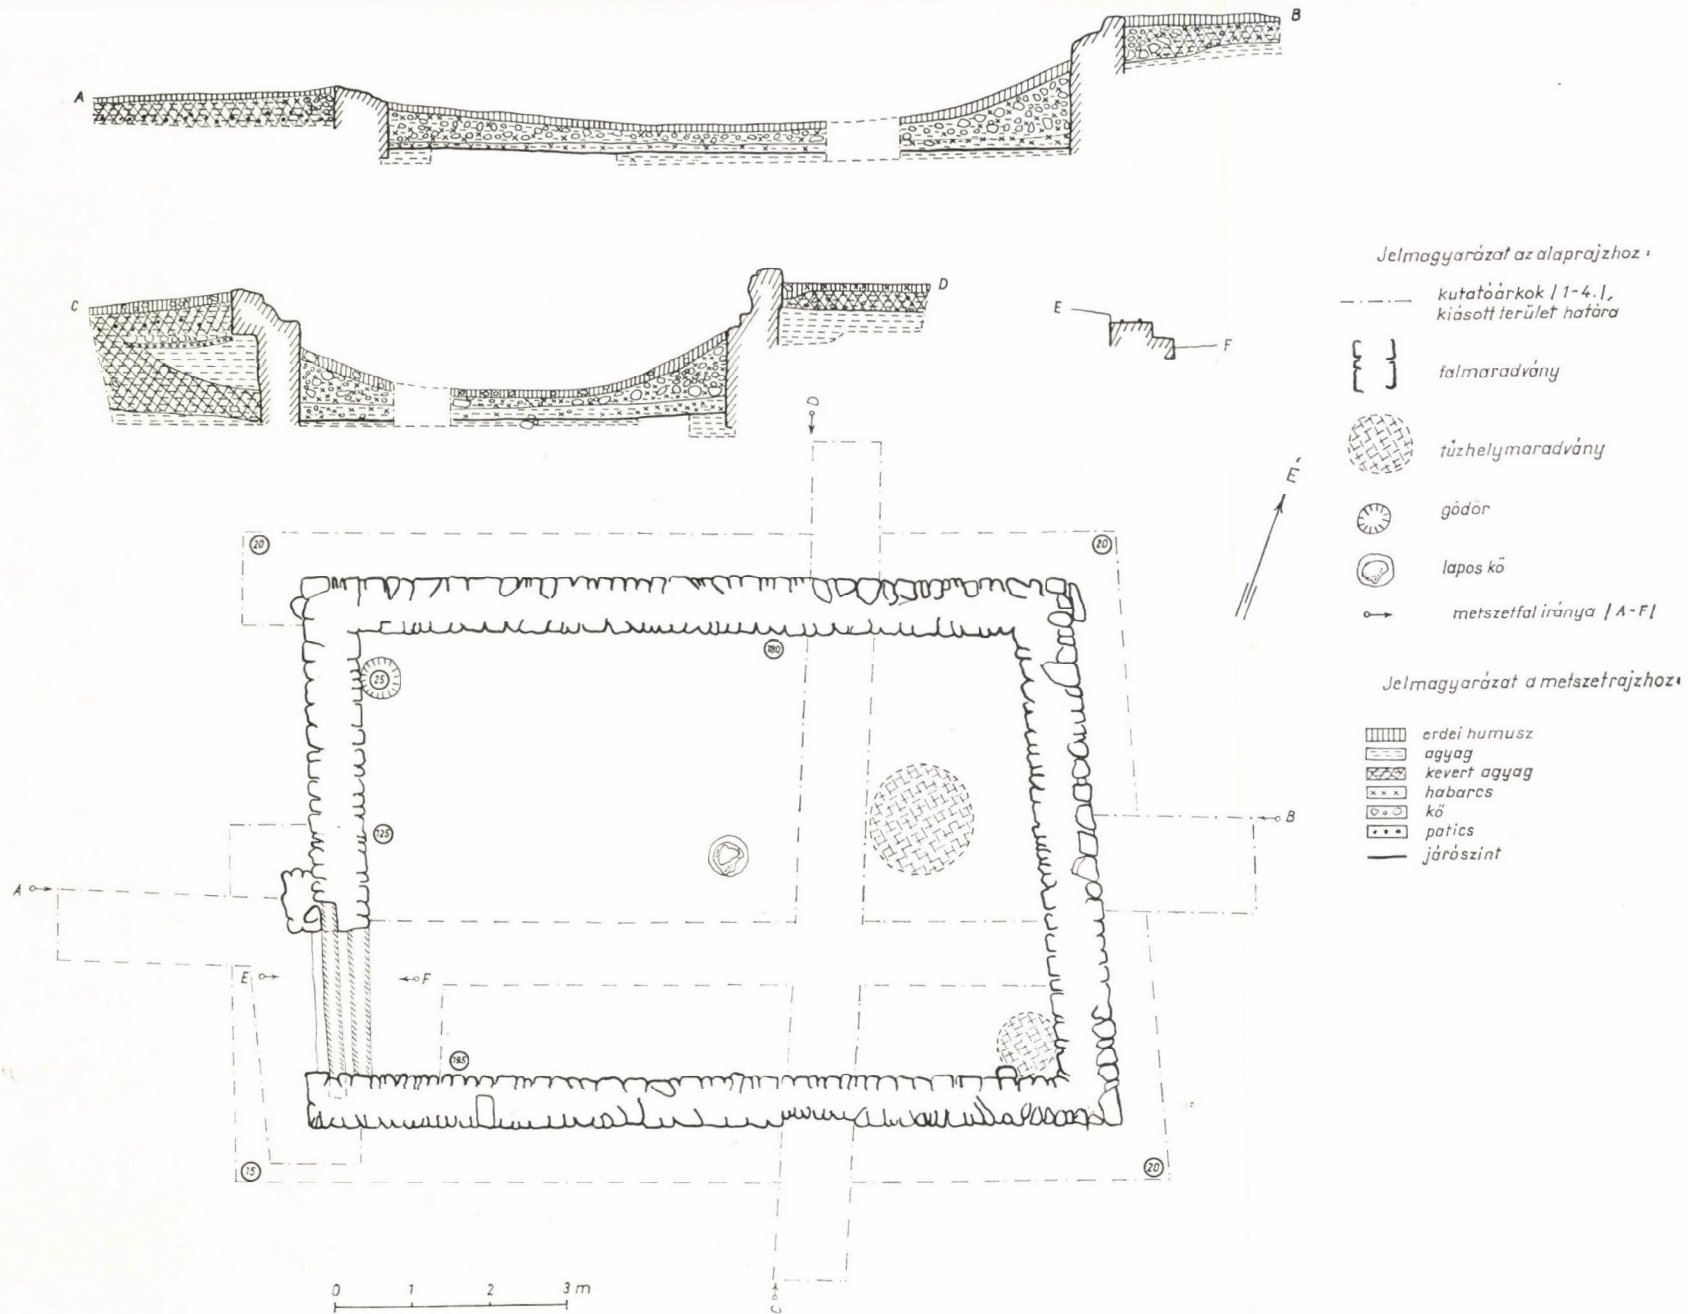 A
B
C
D
E
F
Jelmagyarázat az alaprajzhoz:
kutatóárkok /1-4./,
kiásott terület határa
falmaradvány
tűzhelymaradvány
gödör
lapos kő
metszetfal iránya /A-F/
Jelmagyarázat a metszetrajzhoz:
erdei humusz
agyag
kevert agyag
habarcs
kő
patics
járószint
É
D
20
20
180
25
125
B
A
E
F
195
15
20
C
0 1 2 3 m